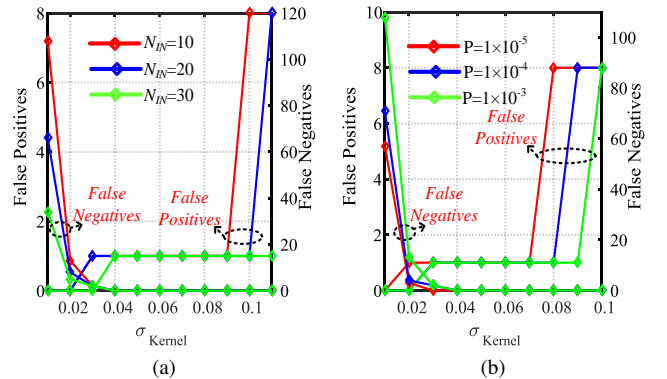 8
6
4
2
0
False Positives
120
100
80
60
40
20
0
False Negatives
N_IN=10
N_IN=20
N_IN=30
False
Negatives
False
Positives
0.02 0.04 0.06 0.08 0.1
σ_Kernel
(a)
10
8
6
4
2
0
False Positives
100
80
60
40
20
0
False Negatives
P=1×10^-5
P=1×10^-4
P=1×10^-3
False
Positives
False
Negatives
0.02 0.04 0.06 0.08 0.1
σ_Kernel
(b)